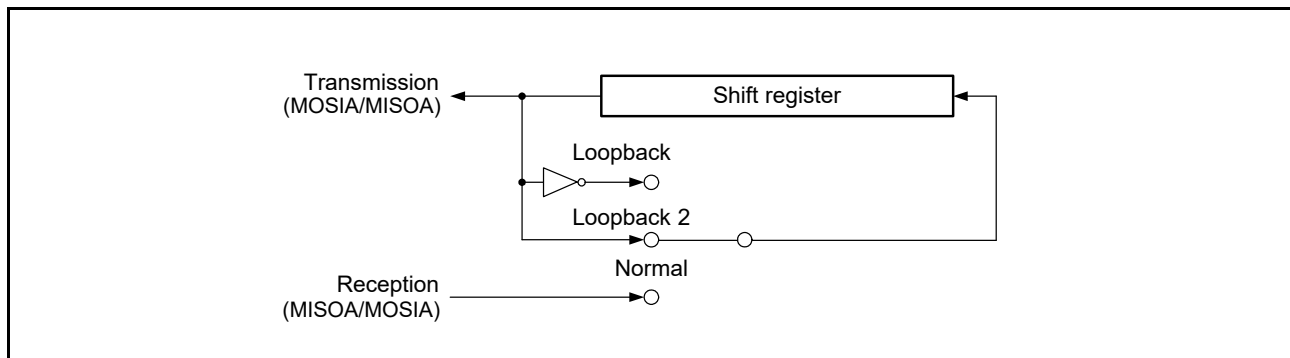 Transmission
(MOSIA/MISOA)
Shift register
Loopback
Loopback 2
Normal
Reception
(MISOA/MOSIA)